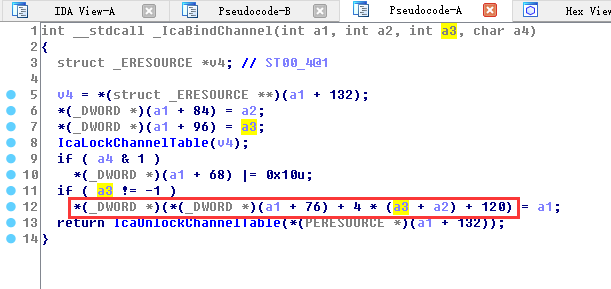 IDA View-A
Pseudocode-B
Pseudocode-A
Hex View
1 int __stdcall _IcaBindChannel(int a1, int a2, int a3, char a4)
2 {
3 struct _ERESOURCE *v4; // ST00_4@1
4
5 v4 = *(struct _ERESOURCE **)(a1 + 132);
6 *(_DWORD *)(a1 + 84) = a2;
7 *(_DWORD *)(a1 + 96) = a3;
8 IcaLockChannelTable(v4);
9 if ( a4 & 1 )
10 *(_DWORD *)(a1 + 68) |= 0x10u;
11 if ( a3 != -1 )
12 *(_DWORD *)(*(_DWORD *)(a1 + 76) + 4 * (a3 + a2) + 120) = a1;
13 return IcaUnlockChannelTable(*(PERESOURCE *)(a1 + 132));
14 }